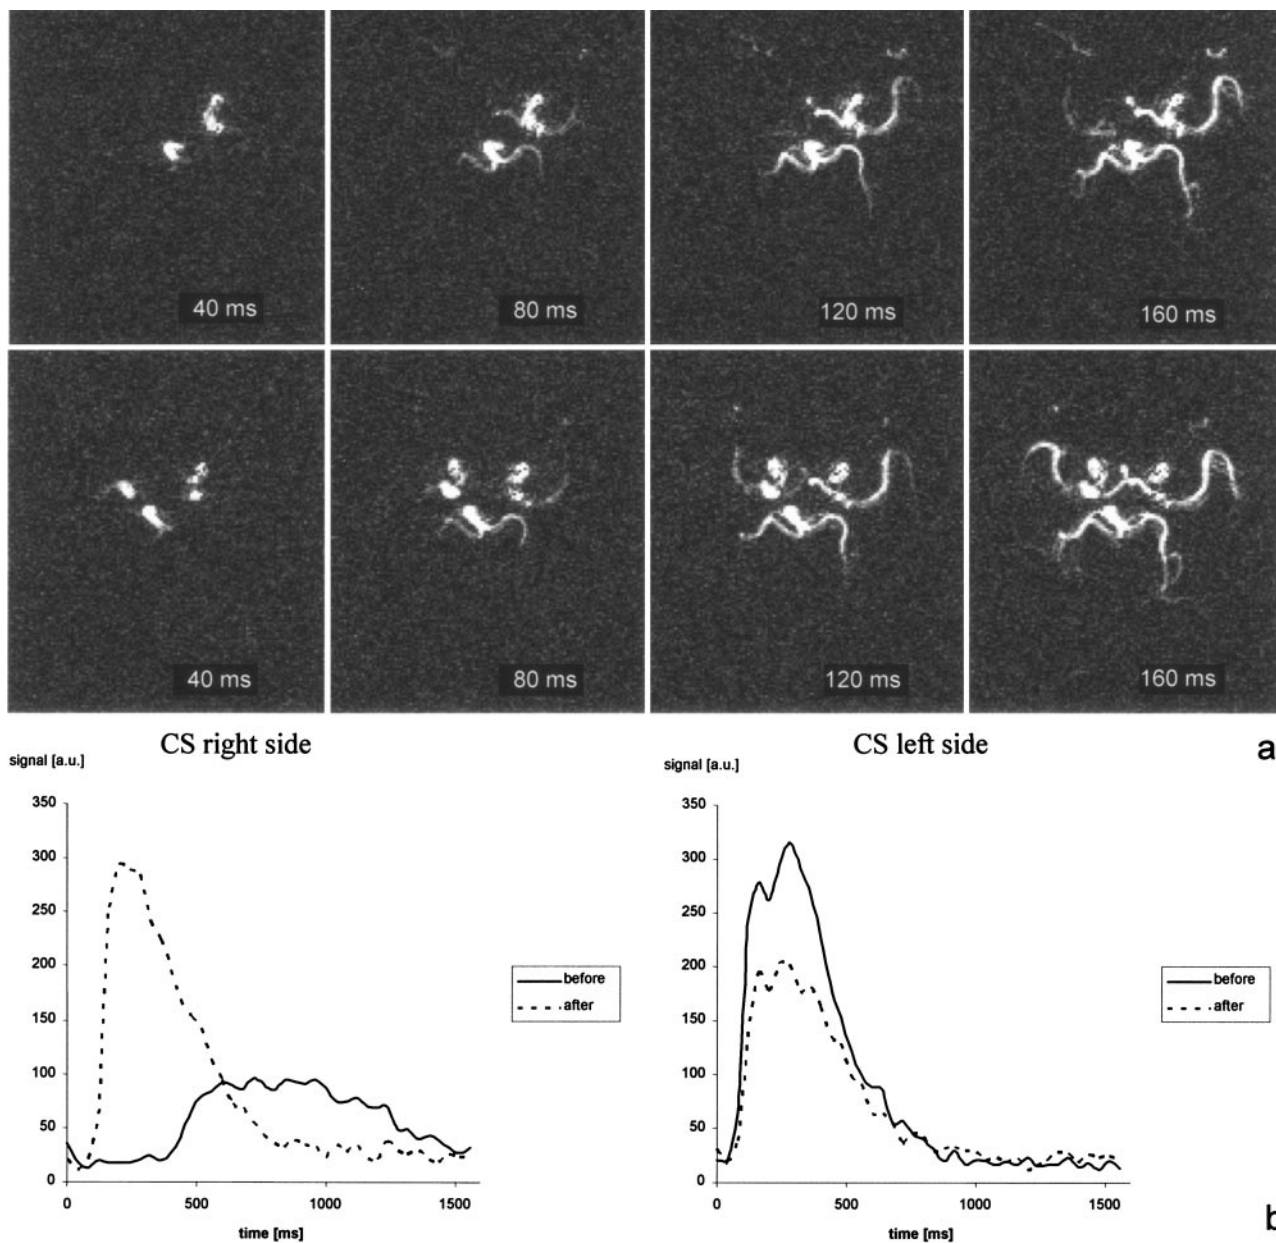 40 ms 80 ms 120 ms 160 ms
40 ms 80 ms 120 ms 160 ms
CS right side CS left side a
signal [a.u.] signal [a.u.]
350 350
300 300
250 250
200 200
before before
after after
150 150
100 100
50 50
0 0
0 500 1000 1500 0 500 1000 1500
time [ms] time [ms] b